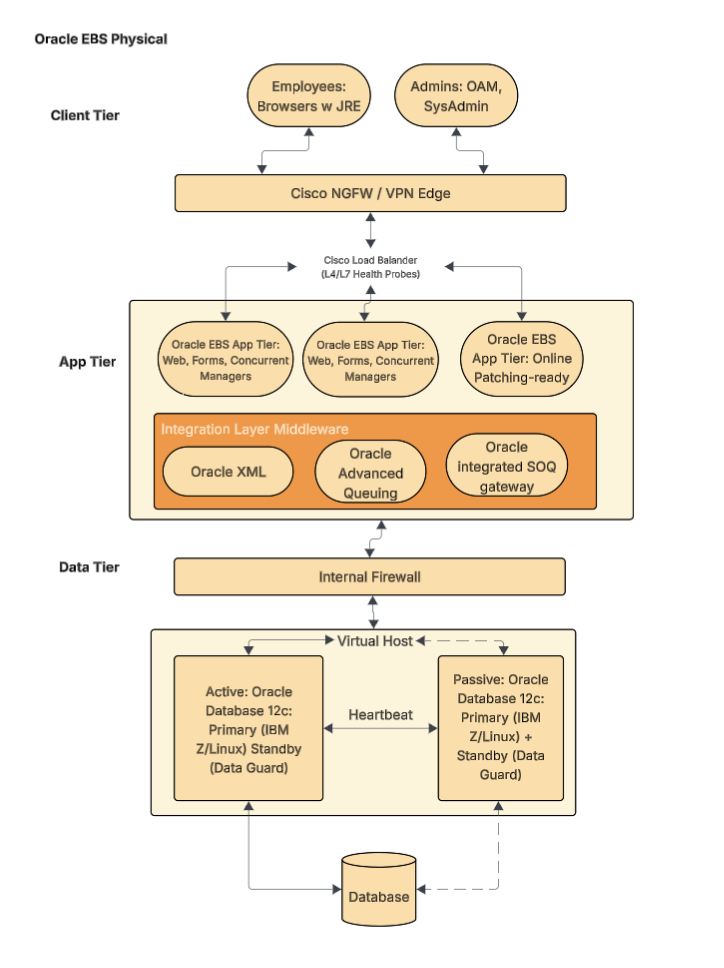 Oracle EBS Physical
Client Tier
Employees:
Browsers w JRE
Admins: OAM,
SysAdmin
Cisco NGFW / VPN Edge
Cisco Load Balander
(L4/L7 Health Probes)
App Tier
Oracle EBS App Tier:
Web, Forms, Concurrent
Managers
Oracle EBS App Tier:
Web, Forms, Concurrent
Managers
Oracle EBS
App Tier: Online
Patching-ready
Integration Layer Middleware
Oracle XML
Oracle
Advanced
Queuing
Oracle
integrated SOQ
gateway
Data Tier
Internal Firewall
Virtual Host
Active: Oracle
Database 12c:
Primary (IBM
Z/Linux) Standby
(Data Guard)
Heartbeat
Passive: Oracle
Database 12c:
Primary (IBM
Z/Linux) +
Standby (Data
Guard)
Database